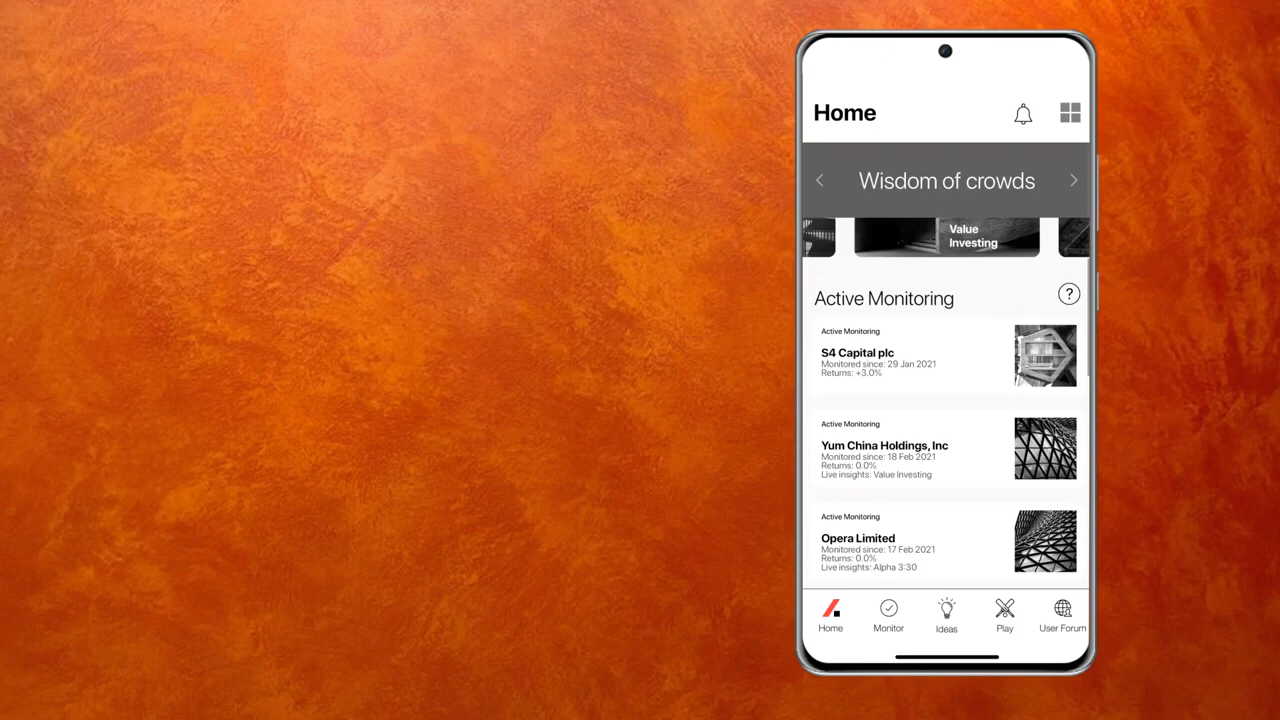 Home
Wisdom of crowds
Value
Investing
Active Monitoring
?
Active Monitoring
S4 Capital plc
Monitored since: 29 Jan 2021
Returns: +3.0%
Active Monitoring
Yum China Holdings, Inc
Monitored since: 18 Feb 2021
Returns: 0.0%
Live insights: Value Investing
Active Monitoring
Opera Limited
Monitored since: 17 Feb 2021
Returns: 0.0%
Live insights: Alpha 3:30
Home
Monitor
Ideas
Play
User Forum